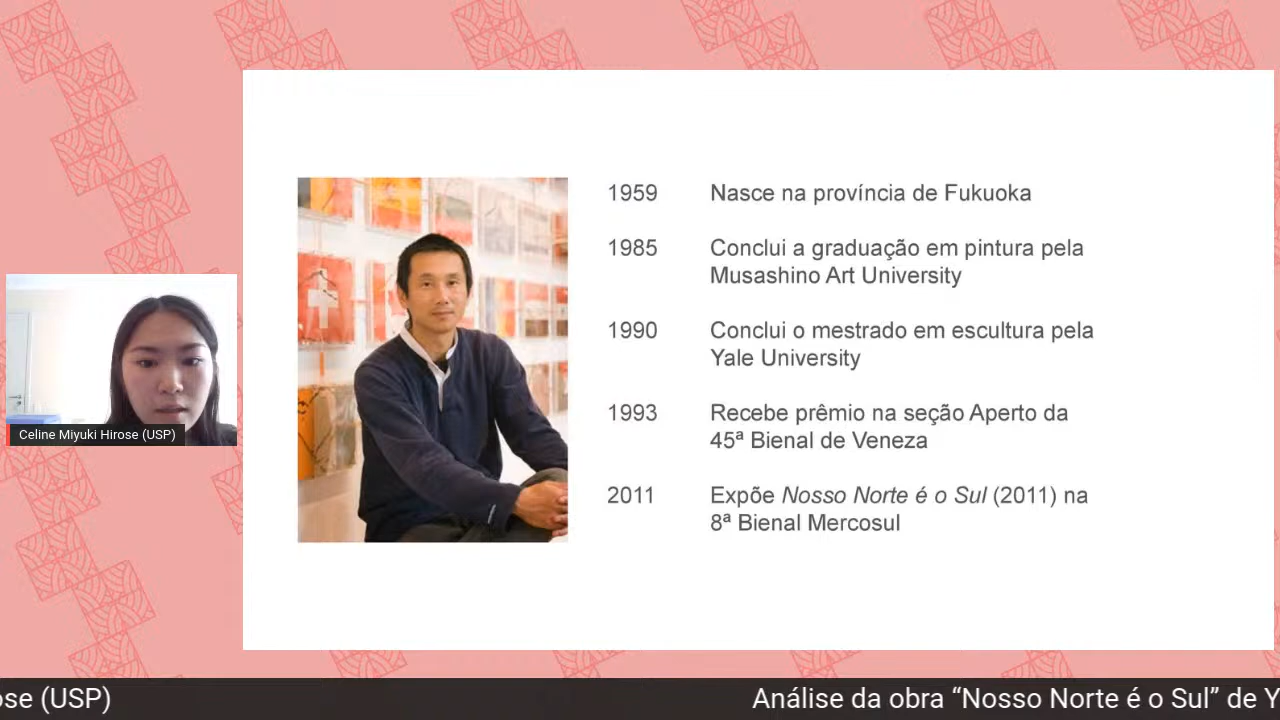 1959 Nasce na província de Fukuoka
1985 Conclui a graduação em pintura pela
Musashino Art University
1990 Conclui o mestrado em escultura pela
Yale University
1993 Recebe prêmio na seção Aperto da
45ª Bienal de Veneza
2011 Expõe Nosso Norte é o Sul (2011) na
8ª Bienal Mercosul
Celine Miyuki Hirose (USP)
ose (USP) Análise da obra “Nosso Norte é o Sul” de Y